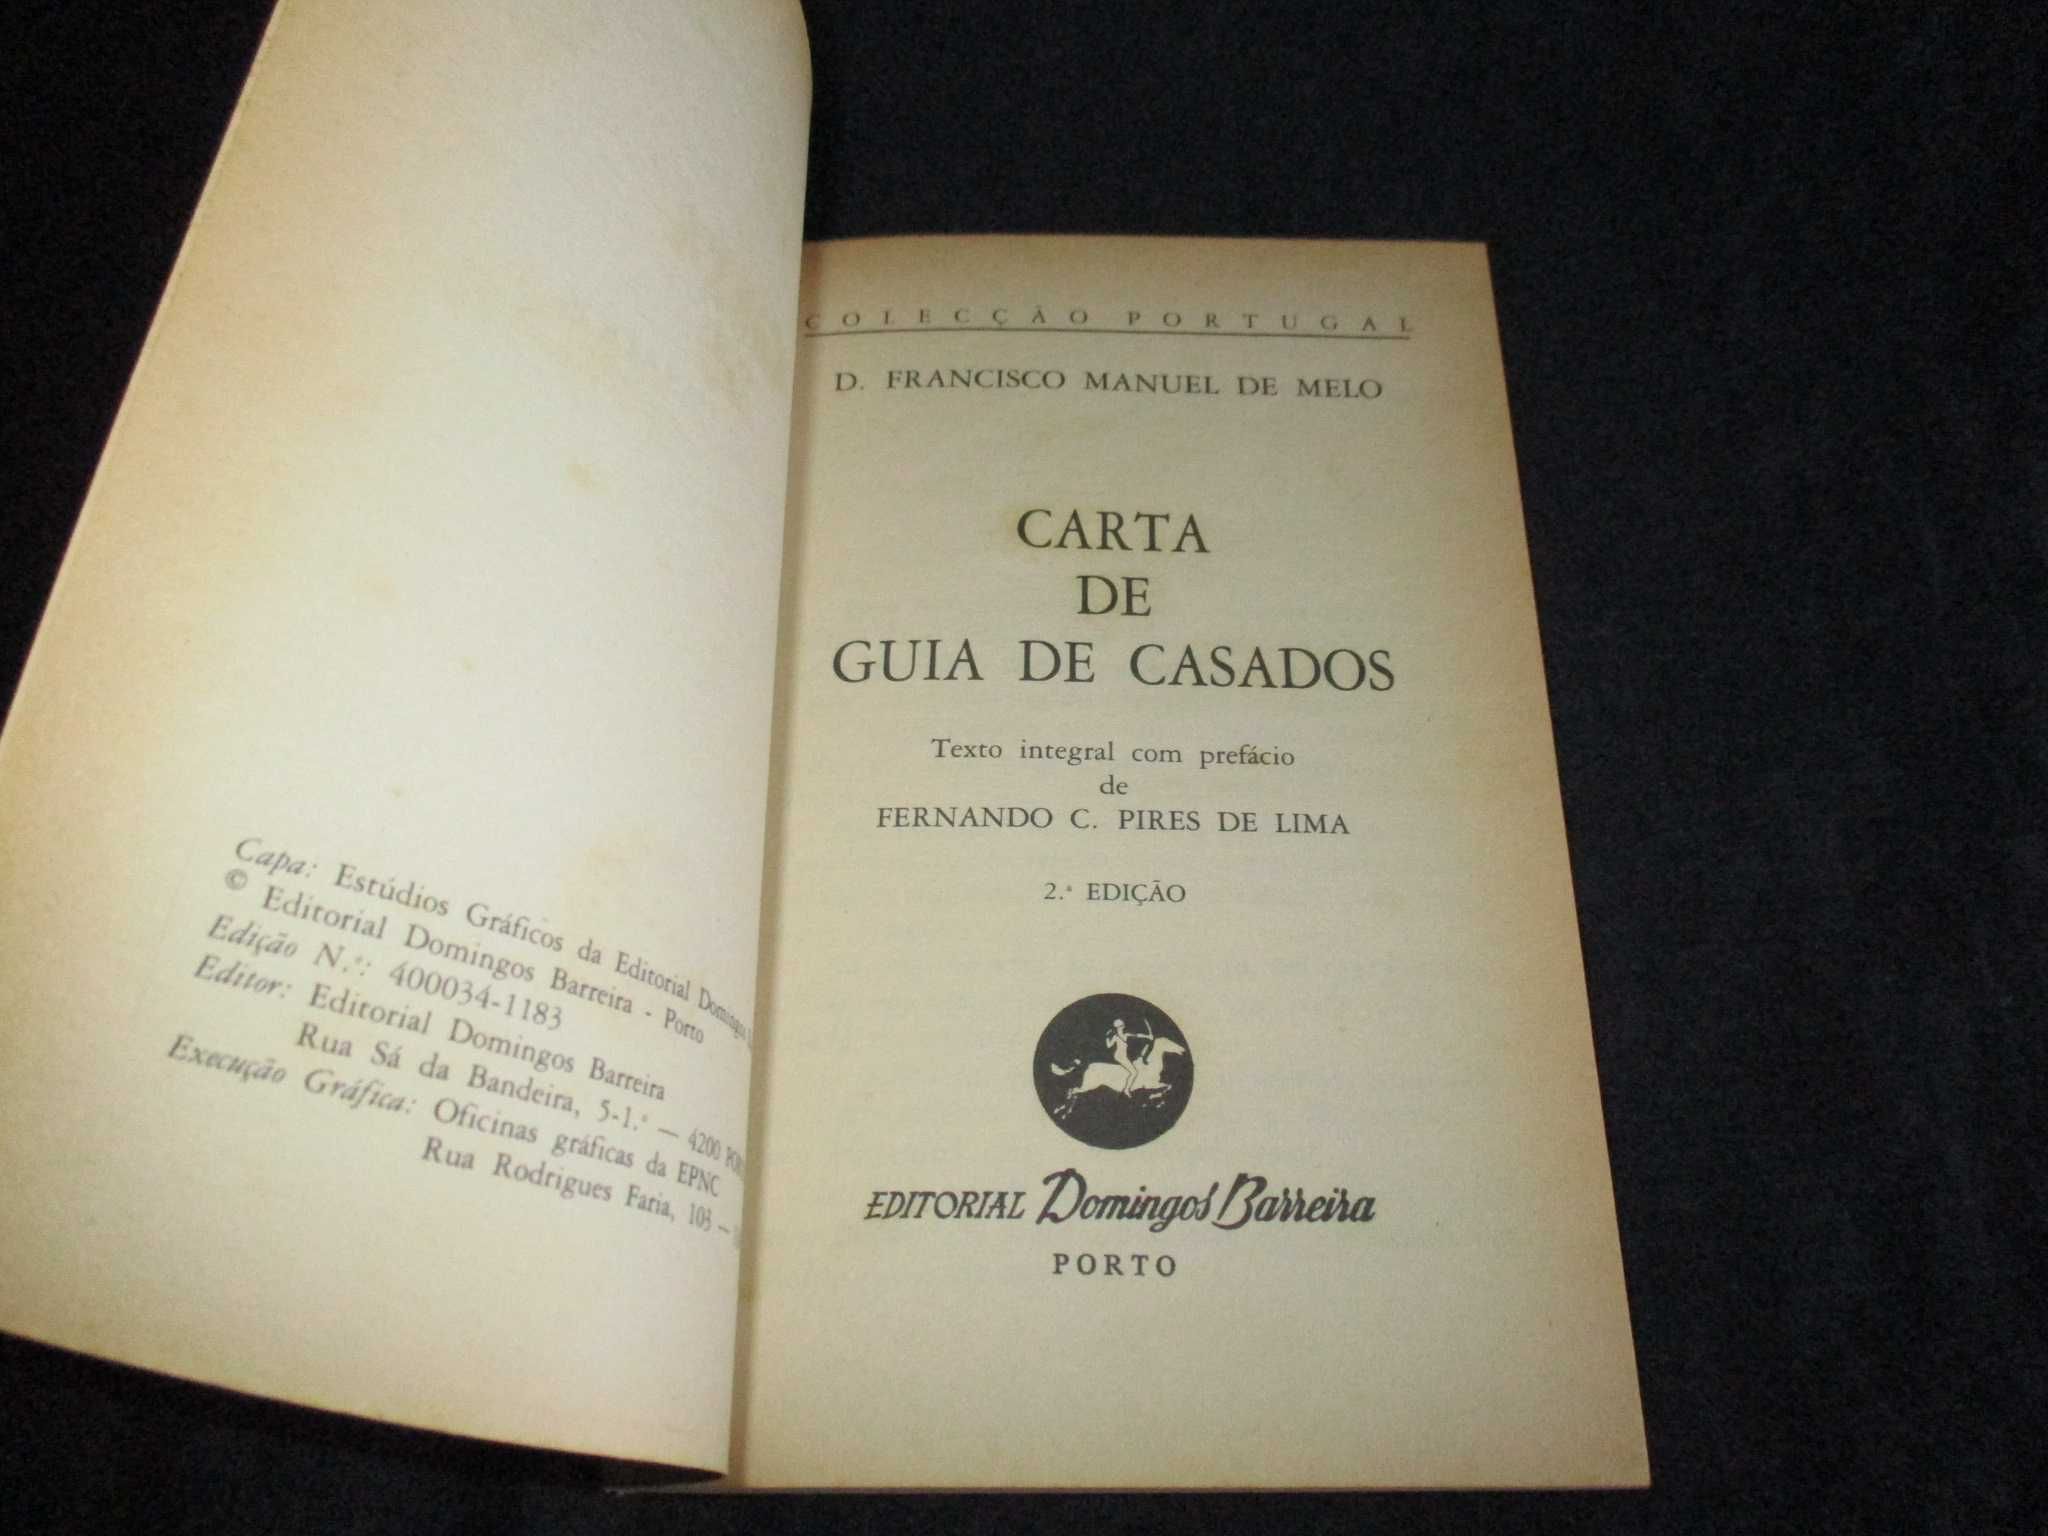 Capa: Estúdios Gráficos da Editorial Domingos
© Editorial Domingos Barreira - Porto
Edição N.º: 400034-1183
Editor: Editorial Domingos Barreira
Rua Sá da Bandeira, 5-1.º — 4200
Execução Gráfica: Oficinas gráficas da EPNC
Rua Rodrigues Faria, 103 —
COLECÇÃO PORTUGAL
D. FRANCISCO MANUEL DE MELO
CARTA
DE
GUIA DE CASADOS
Texto integral com prefácio
de
FERNANDO C. PIRES DE LIMA
2.ª EDIÇÃO
EDITORIAL Domingos Barreira
PORTO